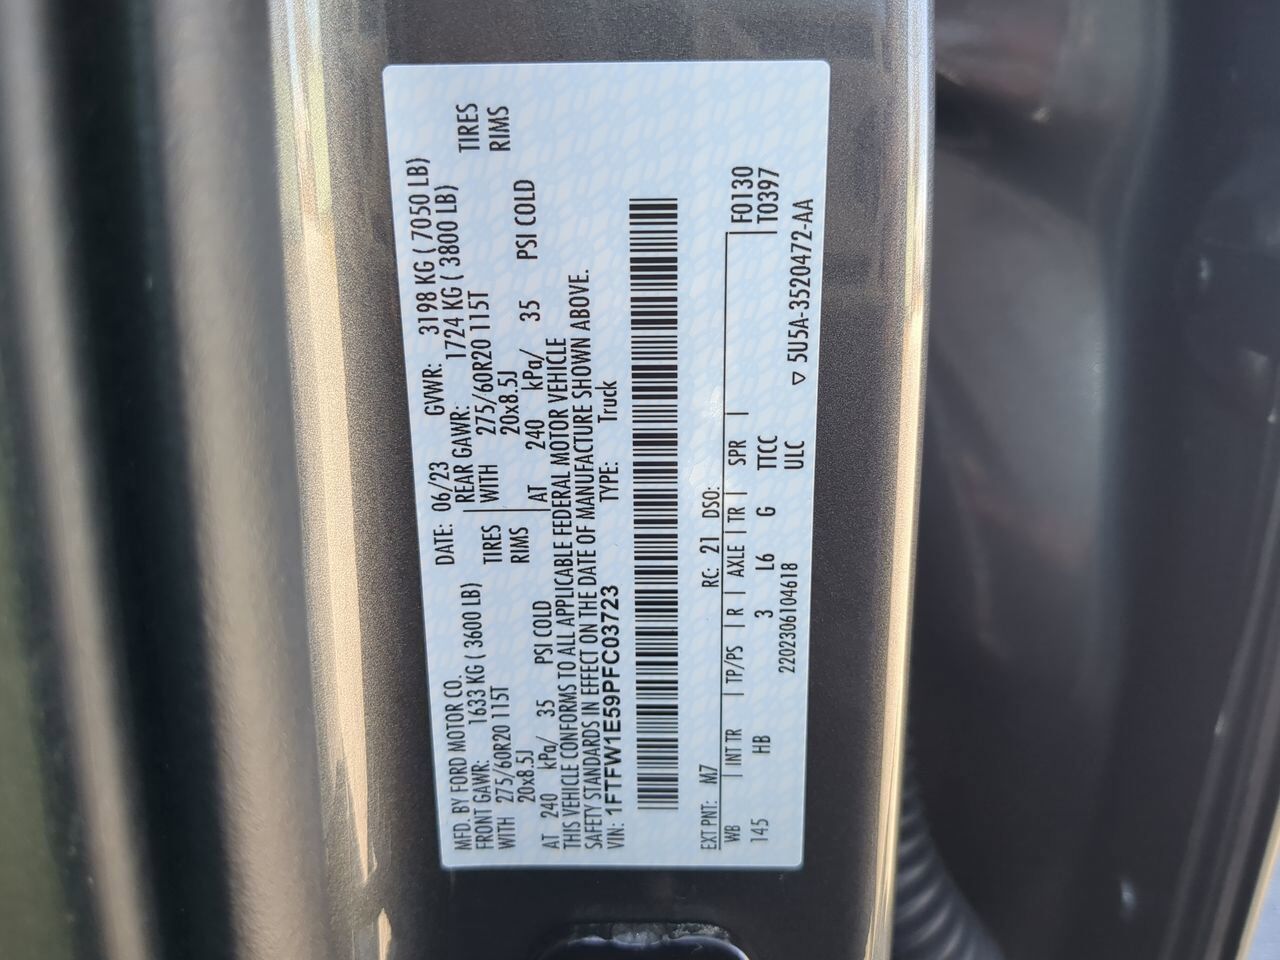 MFD. BY FORD MOTOR CO.
DATE: 06/23 GVWR: 3198 KG ( 7050 LB)
FRONT GAWR: 1633 KG ( 3600 LB) REAR GAWR: 1724 KG ( 3800 LB)
WITH 275/60R20 115T TIRES WITH 275/60R20 115T TIRES
20x8.5J RIMS 20x8.5J RIMS
AT 240 kPa/ 35 PSI COLD AT 240 kPa/ 35 PSI COLD
THIS VEHICLE CONFORMS TO ALL APPLICABLE FEDERAL MOTOR VEHICLE
SAFETY STANDARDS IN EFFECT ON THE DATE OF MANUFACTURE SHOWN ABOVE.
VIN: 1FTFW1E59PFC03723 TYPE: Truck
EXT PNT: M7 RC: 21 DSO:
WB | INT TR | TP/PS | R | AXLE | TR | SPR | F0130
145 HB 3 L6 G TTCC T0397
2202306104618 ULC ▽ 5U5A-3520472-AA